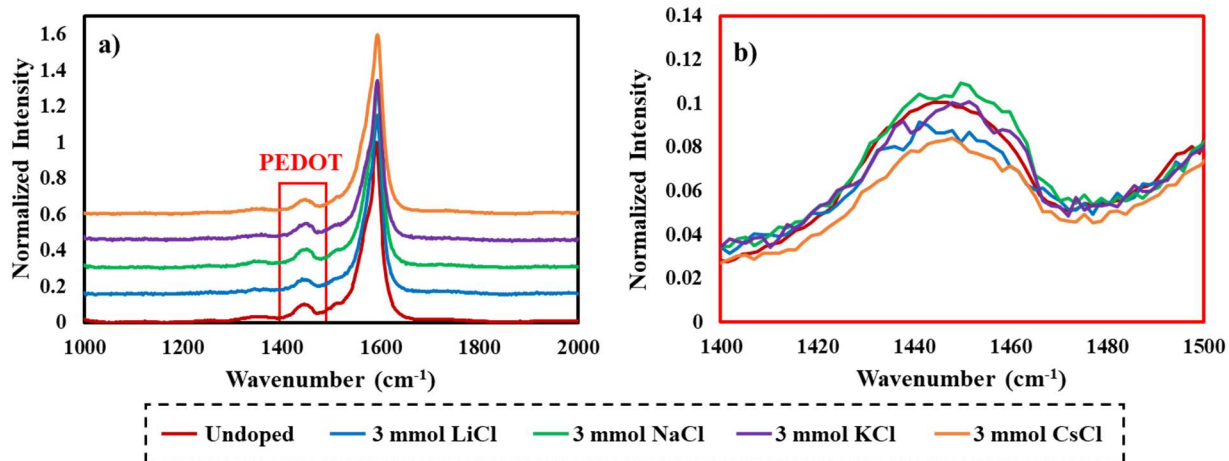 a)
Normalized Intensity
1.6
1.4
1.2
1
0.8
0.6
0.4
0.2
0
PEDOT
1000 1200 1400 1600 1800 2000
Wavenumber (cm⁻¹)
b)
Normalized Intensity
0.14
0.12
0.1
0.08
0.06
0.04
0.02
0
1400 1420 1440 1460 1480 1500
Wavenumber (cm⁻¹)
Undoped 3 mmol LiCl 3 mmol NaCl 3 mmol KCl 3 mmol CsCl